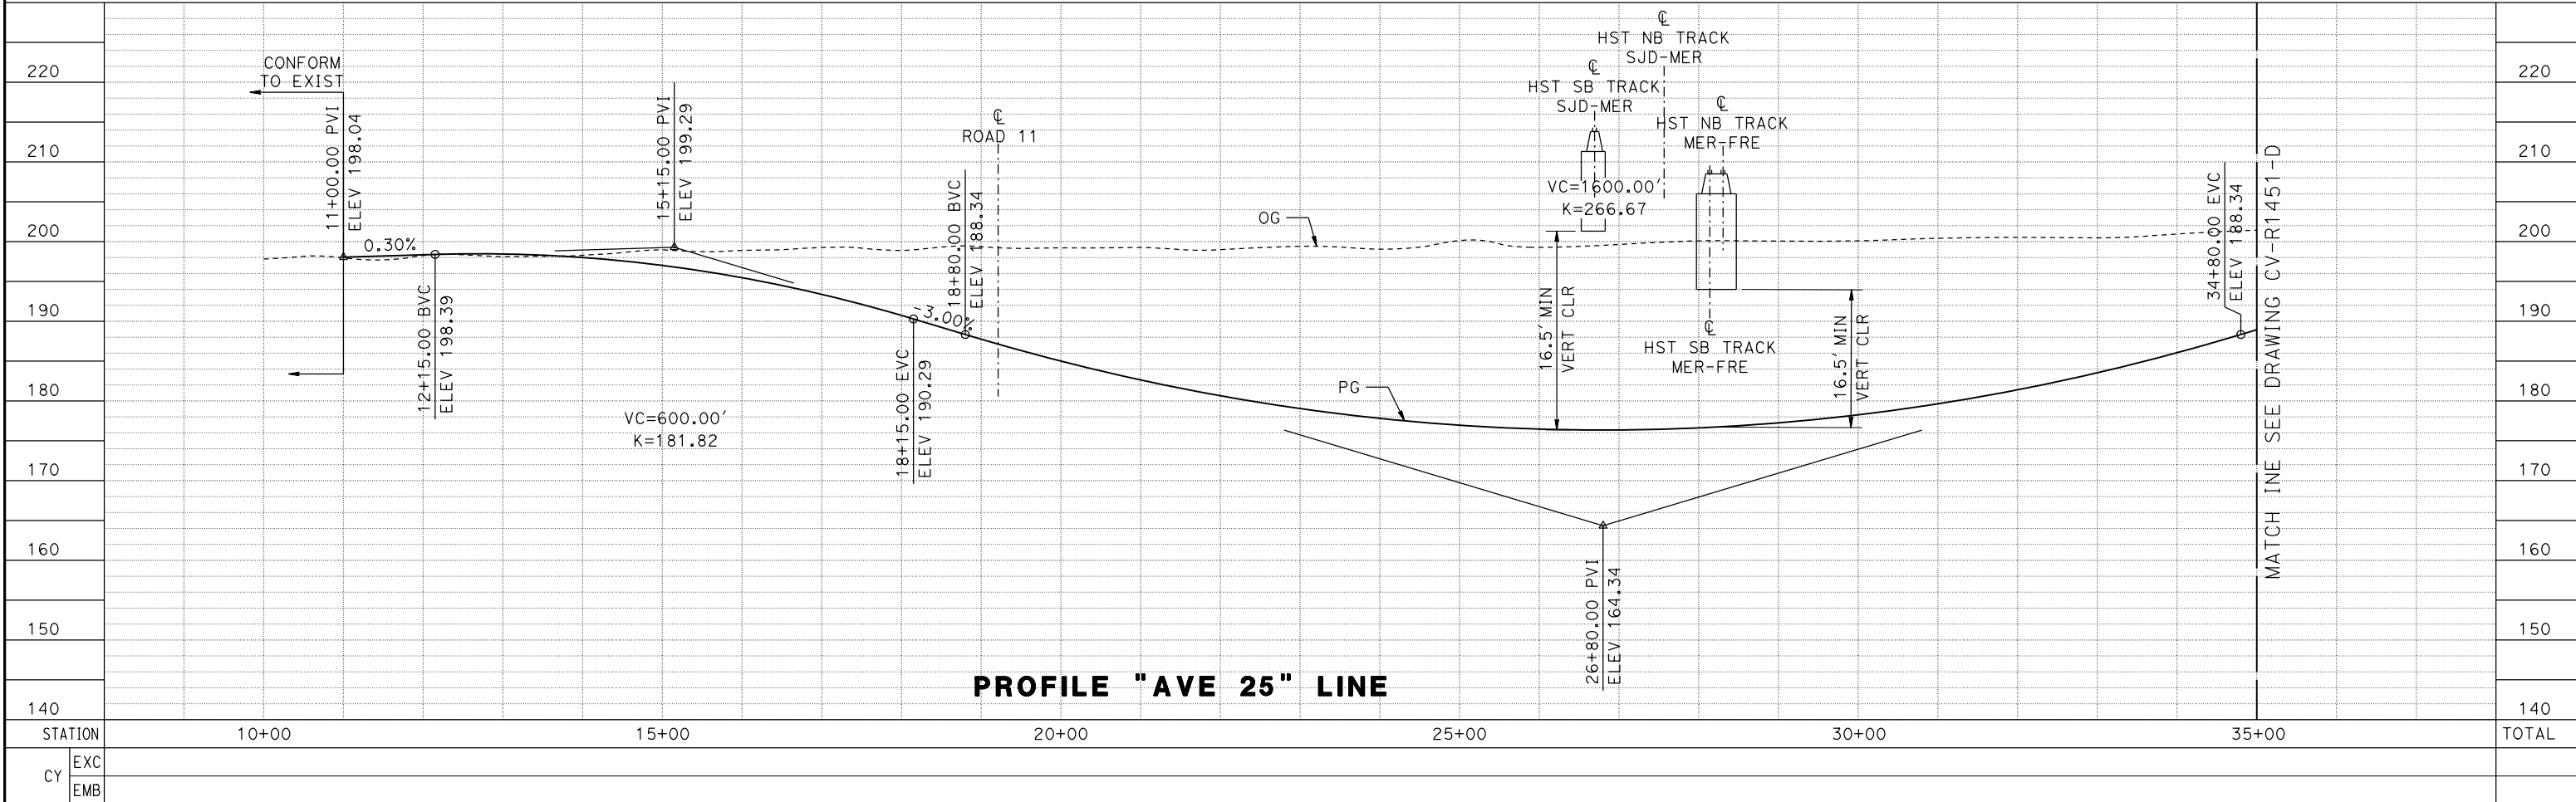 ℄
HST NB TRACK
SJD-MER
℄
HST SB TRACK
SJD-MER
℄
HST NB TRACK
MER-FRE
CONFORM
TO EXIST
11+00.00 PVI
ELEV 198.04
15+15.00 PVI
ELEV 199.29
℄
ROAD 11
18+80.00 BVC
ELEV 188.34
VC=1600.00'
K=266.67
OG
34+80.00 EVC
ELEV 188.34
MATCH INE SEE DRAWING CV-R1451-D
0.30%
12+15.00 BVC
ELEV 198.39
-3.00%
18+15.00 EVC
ELEV 190.29
VC=600.00'
K=181.82
PG
16.5' MIN
VERT CLR
℄
HST SB TRACK
MER-FRE
16.5' MIN
VERT CLR
26+80.00 PVI
ELEV 164.34
220
210
200
190
180
170
160
150
140
220
210
200
190
180
170
160
150
140
PROFILE "AVE 25" LINE
STATION 10+00 15+00 20+00 25+00 30+00 35+00 TOTAL
CY
EXC
EMB